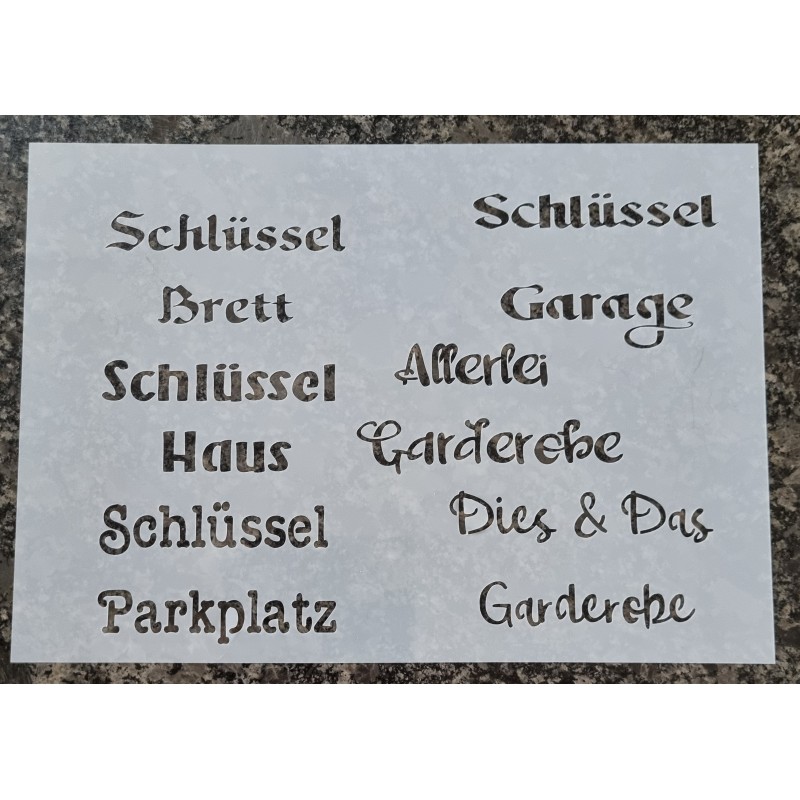 Schlüssel
Brett
Schlüssel
Haus
Schlüssel
Parkplatz
Schlüssel
Garage
Allerlei
Garderobe
Dies & Das
Garderobe